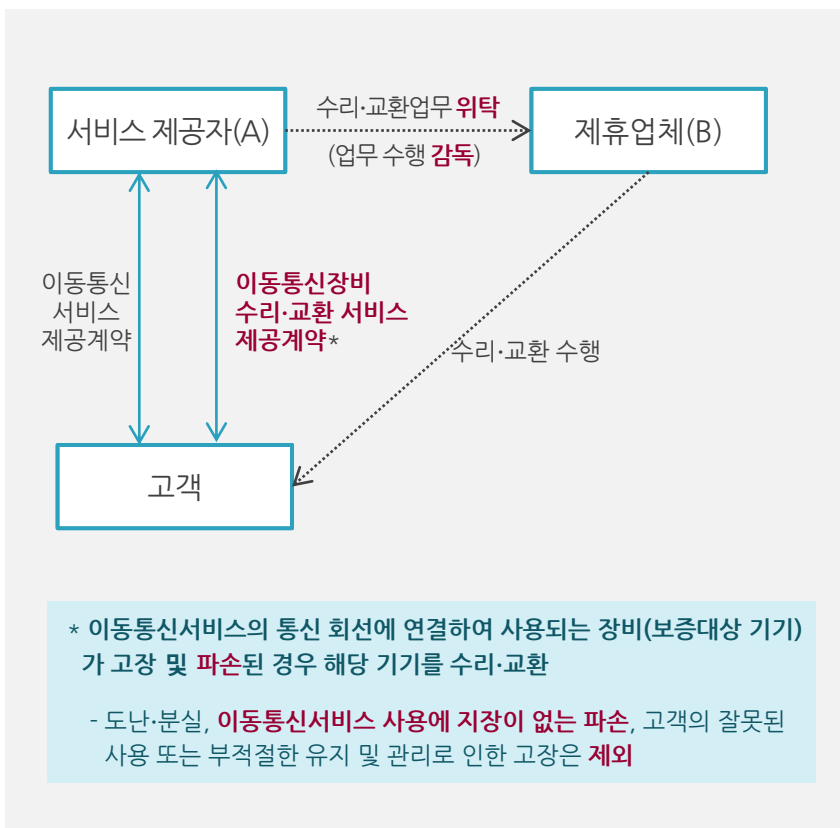 수리·교환업무 위탁
서비스 제공자(A)
제휴업체(B)
(업무 수행 감독)
이동통신
서비스
제공계약
이동통신장비
수리·교환 서비스
제공계약*
수리·교환 수행
고객
* 이동통신서비스의 통신 회선에 연결하여 사용되는 장비(보증대상 기기)
가 고장 및 파손된 경우 해당 기기를 수리·교환
- 도난·분실, 이동통신서비스 사용에 지장이 없는 파손, 고객의 잘못된
사용 또는 부적절한 유지 및 관리로 인한 고장은 제외